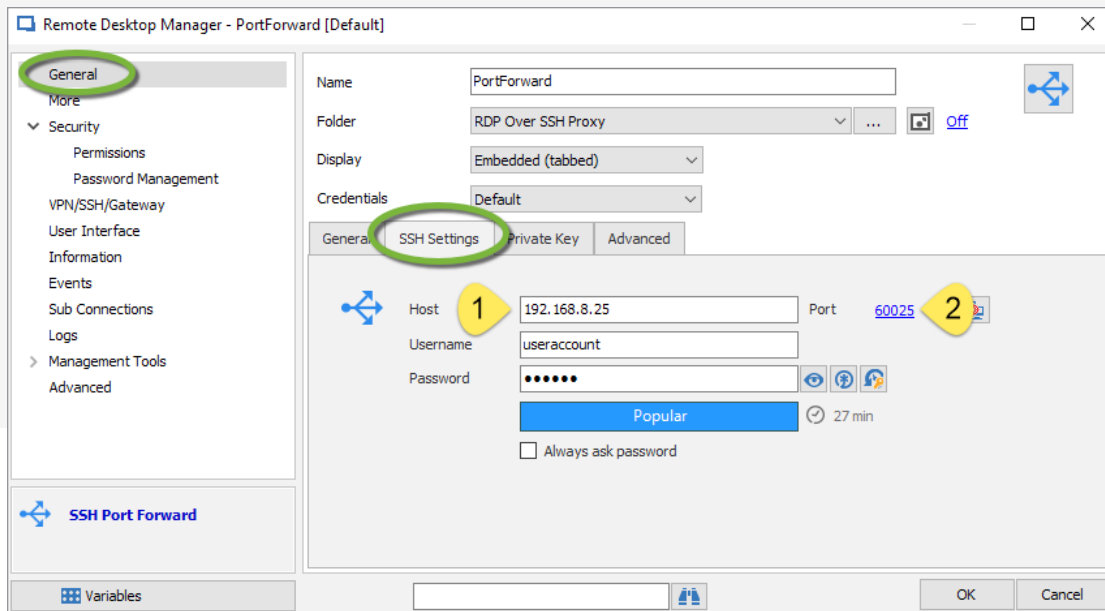 Remote Desktop Manager - PortForward [Default]
General
More
Security
Permissions
Password Management
VPN/SSH/Gateway
User Interface
Information
Events
Sub Connections
Logs
Management Tools
Advanced
SSH Port Forward
Variables
Name PortForward
Folder RDP Over SSH Proxy ... Off
Display Embedded (tabbed)
Credentials Default
General SSH Settings Private Key Advanced
Host 1 192.168.8.25 Port 60025 2
Username useraccount
Password ••••••
Popular 27 min
Always ask password
OK Cancel